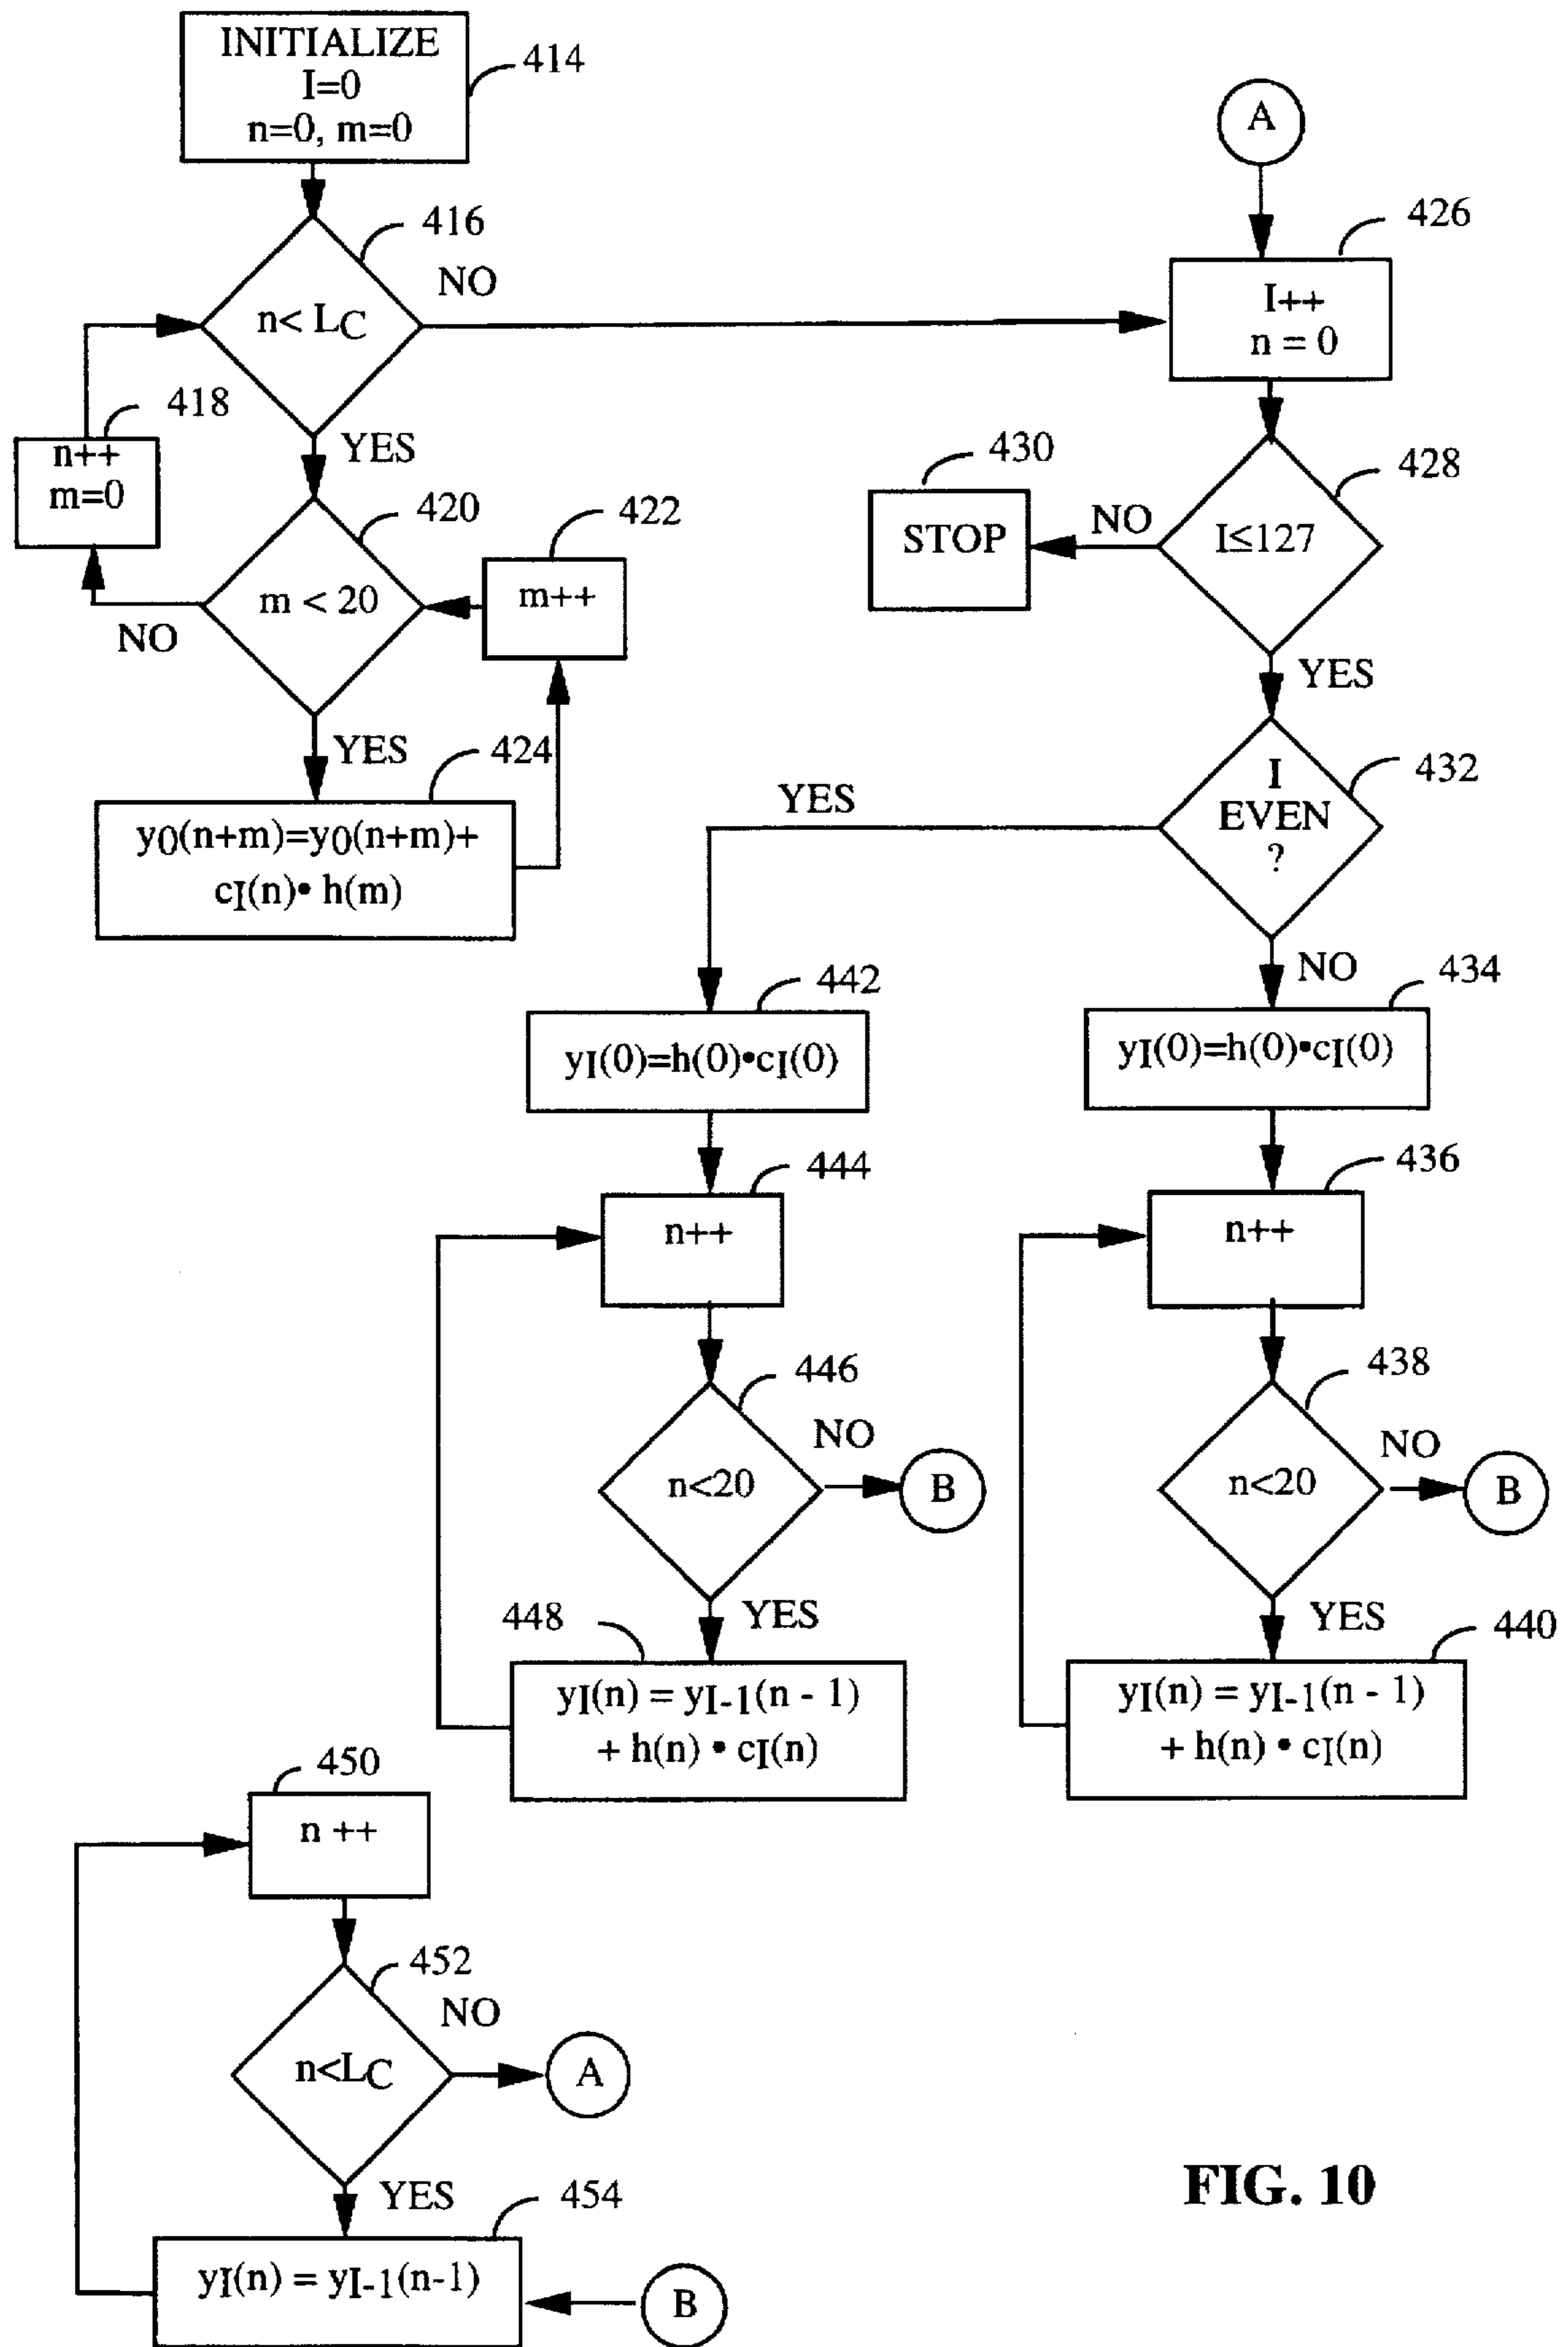 INITIALIZE
I=0
n=0, m=0
414
A
416
NO
n< LC
426
I++
n = 0
418
n++
m=0
YES
420
422
m < 20
m++
NO
430
STOP
NO
428
I≤127
YES
YES
424
y0(n+m)=y0(n+m)+
cI(n)• h(m)
432
I
EVEN
?
YES
NO
442
yI(0)=h(0)•cI(0)
434
yI(0)=h(0)•cI(0)
444
n++
436
n++
446
n<20
NO
B
438
n<20
NO
B
YES
448
yI(n) = yI-1(n - 1)
+ h(n) • cI(n)
YES
440
yI(n) = yI-1(n - 1)
+ h(n) • cI(n)
450
n ++
452
NO
n<LC
A
YES
454
yI(n) = yI-1(n-1)
B
FIG. 10